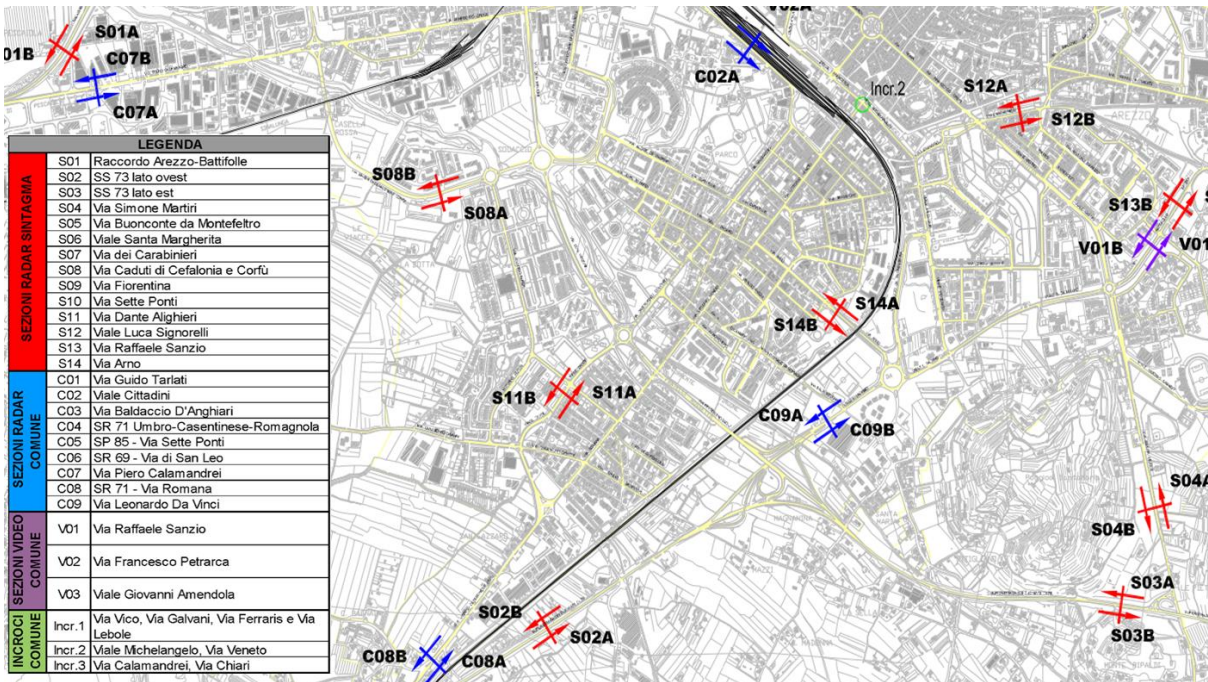 V02A
01B
S01A
C07B
C07A
C02A
Incr.2
S12A
S12B
AREZZO
S08B
S08A
PARCO
S13B
V01B
V01
S14A
S14B
S11B
S11A
C09A
C09B
S04A
S04B
S03A
S03B
S02B
S02A
C08B
C08A
LEGENDA
SEZIONI RADAR SINTAGMA
S01 Raccordo Arezzo-Battifolle
S02 SS 73 lato ovest
S03 SS 73 lato est
S04 Via Simone Martiri
S05 Via Buonconte da Montefeltro
S06 Viale Santa Margherita
S07 Via dei Carabinieri
S08 Via Caduti di Cefalonia e Corfù
S09 Via Fiorentina
S10 Via Sette Ponti
S11 Via Dante Alighieri
S12 Viale Luca Signorelli
S13 Via Raffaele Sanzio
S14 Via Arno
SEZIONI RADAR COMUNE
C01 Via Guido Tarlati
C02 Viale Cittadini
C03 Via Baldaccio D'Anghiari
C04 SR 71 Umbro-Casentinese-Romagnola
C05 SP 85 - Via Sette Ponti
C06 SR 69 - Via di San Leo
C07 Via Piero Calamandrei
C08 SR 71 - Via Romana
C09 Via Leonardo Da Vinci
SEZIONI VIDEO COMUNE
V01 Via Raffaele Sanzio
V02 Via Francesco Petrarca
V03 Viale Giovanni Amendola
INCROCI COMUNE
Incr.1 Via Vico, Via Galvani, Via Ferraris e Via
Lebole
Incr.2 Viale Michelangelo, Via Veneto
Incr.3 Via Calamandrei, Via Chiari